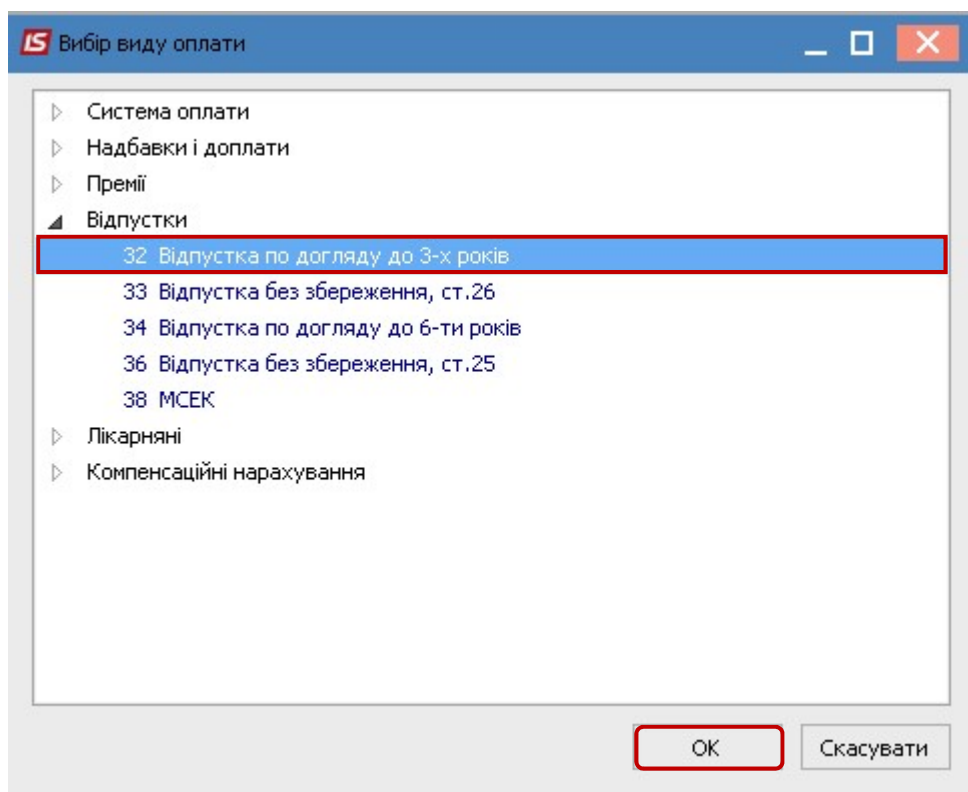 IS Вибір виду оплати
Система оплати
Надбавки і доплати
Премії
Відпустки
32 Відпустка по догляду до 3-х років
33 Відпустка без збереження, ст.26
34 Відпустка по догляду до 6-ти років
36 Відпустка без збереження, ст.25
38 МСЕК
Лікарняні
Компенсаційні нарахування
ОК Скасувати